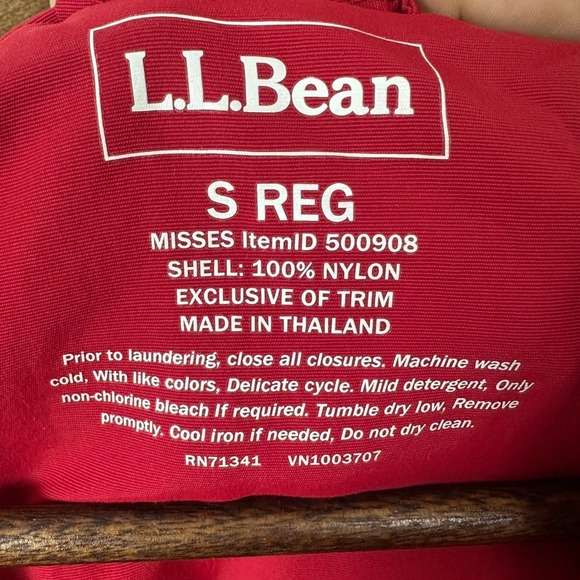 L.L.Bean
S REG
MISSES ItemID 500908
SHELL: 100% NYLON
EXCLUSIVE OF TRIM
MADE IN THAILAND
Prior to laundering, close all closures. Machine wash
cold, With like colors, Delicate cycle. Mild detergent, Only
non-chlorine bleach If required. Tumble dry low, Remove
promptly. Cool iron if needed, Do not dry clean.
RN71341 VN1003707